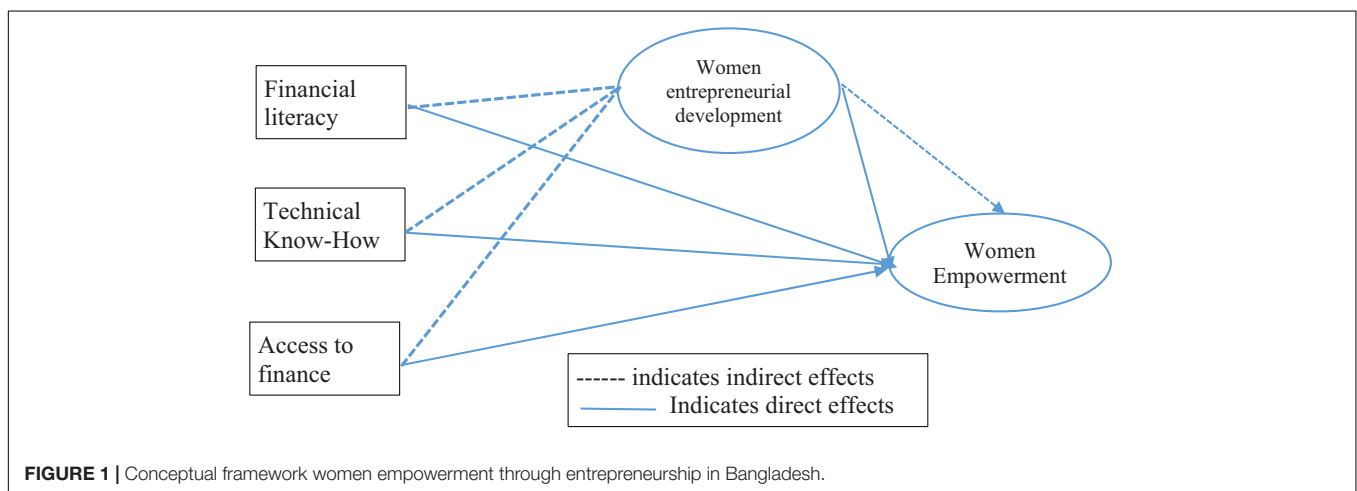 Financial
literacy
Women
entrepreneurial
development
Technical
Know-How
Women
Empowerment
Access to
finance
indicates indirect effects
Indicates direct effects
FIGURE 1 | Conceptual framework women empowerment through entrepreneurship in Bangladesh.